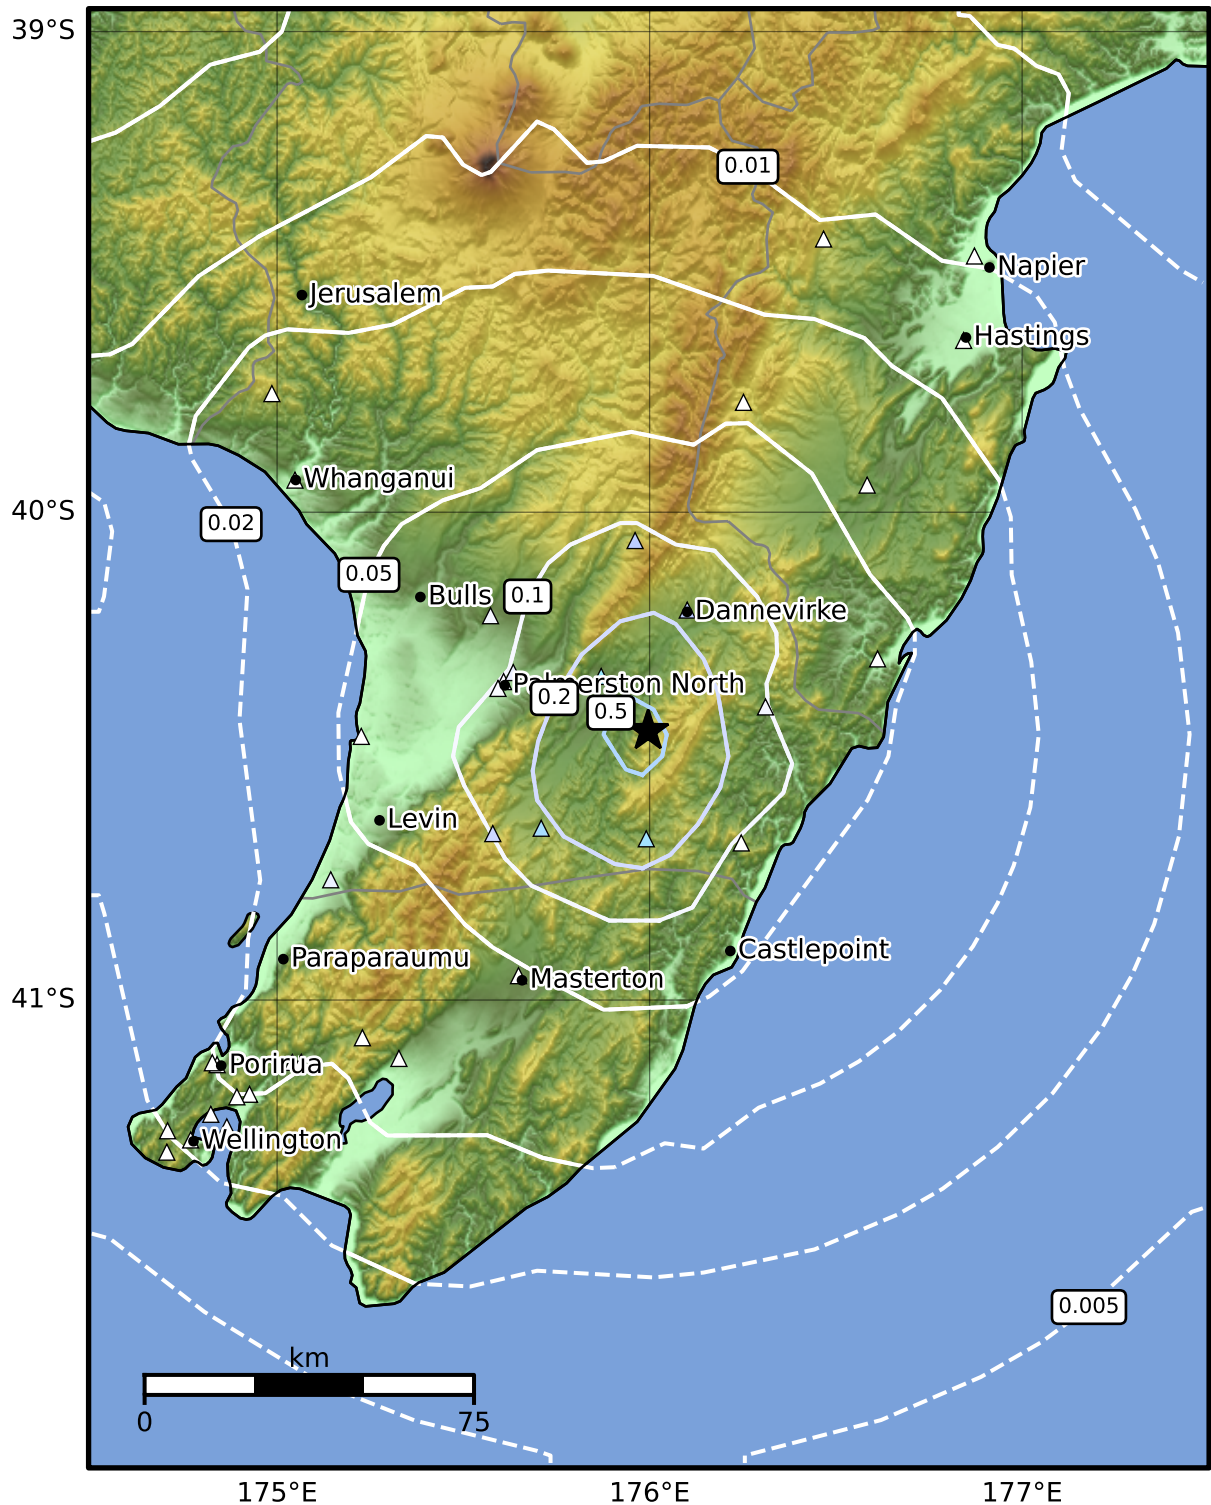 39°S
0.01
Napier
Jerusalem
Hastings
Whanganui
40°S
0.02
0.05
0.1
Bulls
Dannevirke
Palmerston North
0.2
0.5
Levin
Castlepoint
Paraparaumu
Masterton
41°S
Porirua
Wellington
0.005
km
0
75
175°E
176°E
177°E